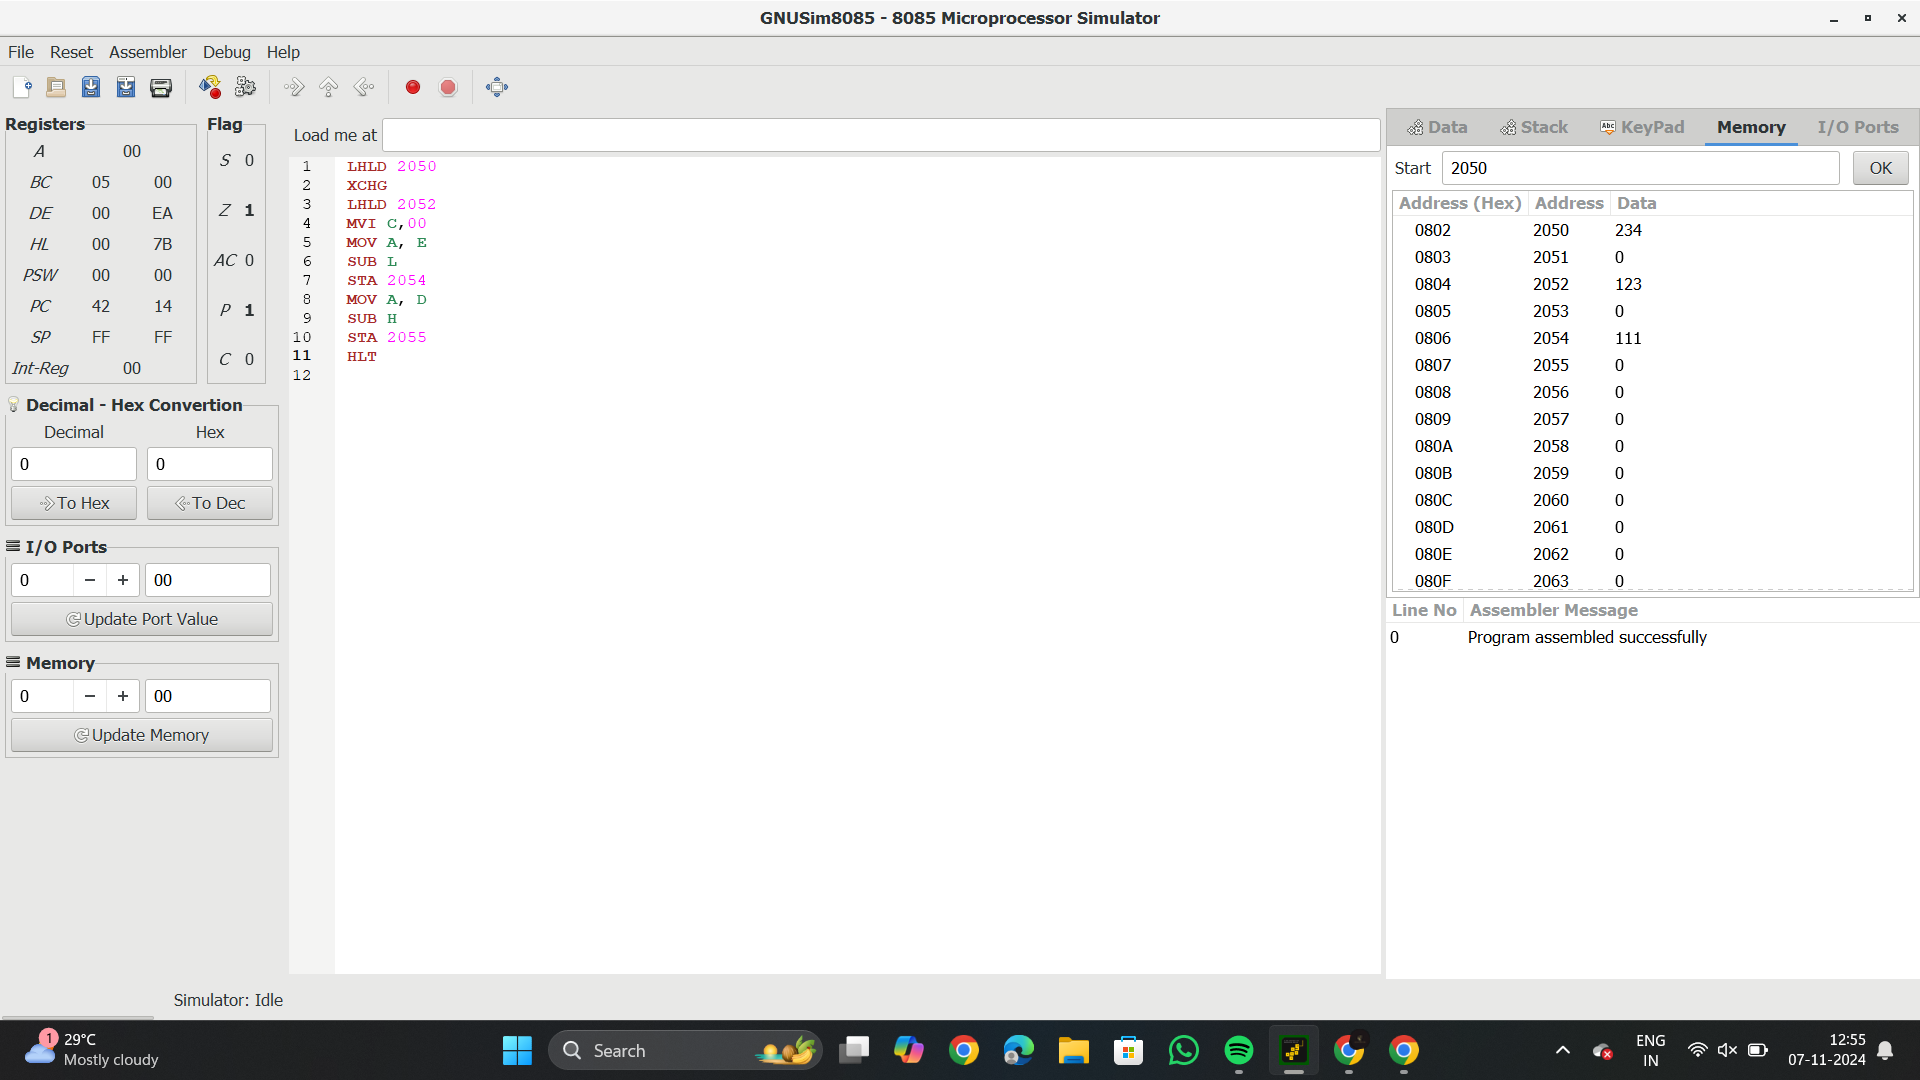 GNUSim8085 - 8085 Microprocessor Simulator
File Reset Assembler Debug Help
Registers
A 00
BC 05 00
DE 00 EA
HL 00 7B
PSW 00 00
PC 42 14
SP FF FF
Int-Reg 00
Flag
S 0
Z 1
AC 0
P 1
C 0
Decimal - Hex Convertion
Decimal Hex
0 0
To Hex To Dec
I/O Ports
0 − + 00
Update Port Value
Memory
0 − + 00
Update Memory
Load me at
1 LHLD 2050
2 XCHG
3 LHLD 2052
4 MVI C,00
5 MOV A, E
6 SUB L
7 STA 2054
8 MOV A, D
9 SUB H
10 STA 2055
11 HLT
12
Data Stack Abc KeyPad Memory I/O Ports
Start 2050 OK
Address (Hex) Address Data
0802 2050 234
0803 2051 0
0804 2052 123
0805 2053 0
0806 2054 111
0807 2055 0
0808 2056 0
0809 2057 0
080A 2058 0
080B 2059 0
080C 2060 0
080D 2061 0
080E 2062 0
080F 2063 0
Line No Assembler Message
0 Program assembled successfully
Simulator: Idle
1
29°C
Mostly cloudy
Search
ENG
IN
12:55
07-11-2024